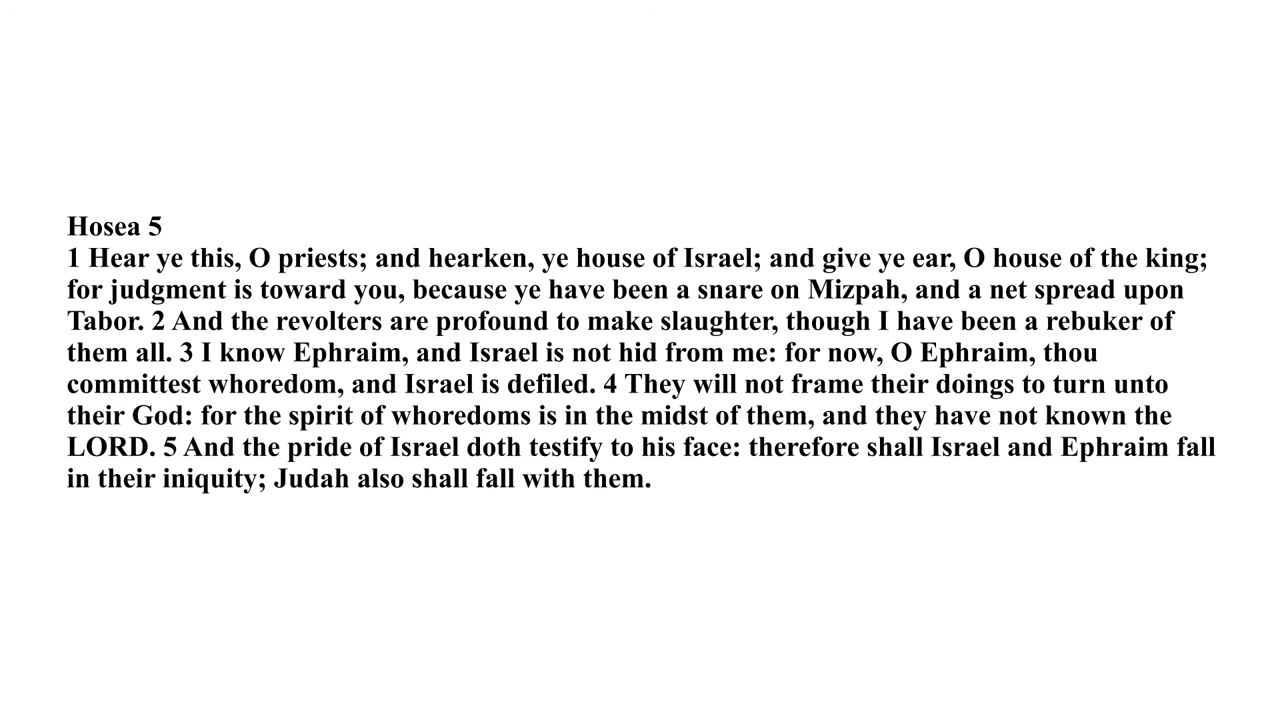 Hosea 5
1 Hear ye this, O priests; and hearken, ye house of Israel; and give ye ear, O house of the king;
for judgment is toward you, because ye have been a snare on Mizpah, and a net spread upon
Tabor. 2 And the revolters are profound to make slaughter, though I have been a rebuker of
them all. 3 I know Ephraim, and Israel is not hid from me: for now, O Ephraim, thou
committest whoredom, and Israel is defiled. 4 They will not frame their doings to turn unto
their God: for the spirit of whoredoms is in the midst of them, and they have not known the
LORD. 5 And the pride of Israel doth testify to his face: therefore shall Israel and Ephraim fall
in their iniquity; Judah also shall fall with them.